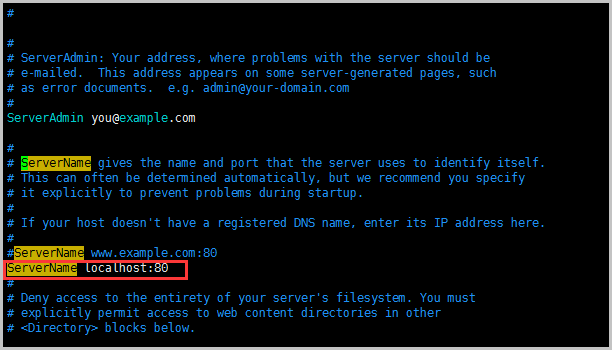 #
#
# ServerAdmin: Your address, where problems with the server should be
# e-mailed.  This address appears on some server-generated pages, such
# as error documents.  e.g. admin@your-domain.com
#
ServerAdmin you@example.com
#
# ServerName gives the name and port that the server uses to identify itself.
# This can often be determined automatically, but we recommend you specify
# it explicitly to prevent problems during startup.
#
# If your host doesn't have a registered DNS name, enter its IP address here.
#
#ServerName www.example.com:80
ServerName localhost:80
#
# Deny access to the entirety of your server's filesystem. You must
# explicitly permit access to web content directories in other
# <Directory> blocks below.